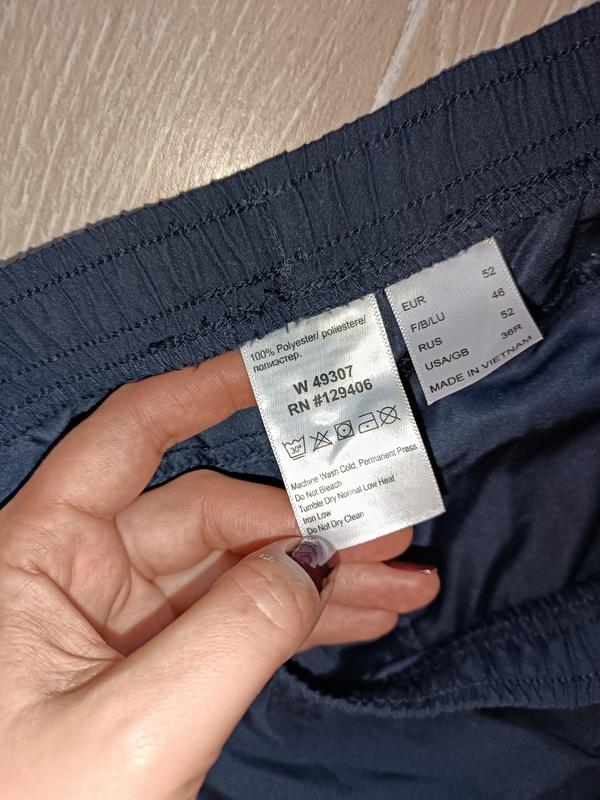 100% Polyester/ poliestere/
полиэстер.
W 49307
RN #129406
30°
Machine Wash Cold, Permanent Press
Do Not Bleach
Tumble Dry Normal Low Heat
Iron Low
Do Not Dry Clean
EUR 52
F/B/LU 46
RUS 52
USA/GB 36R
MADE IN VIETNAM